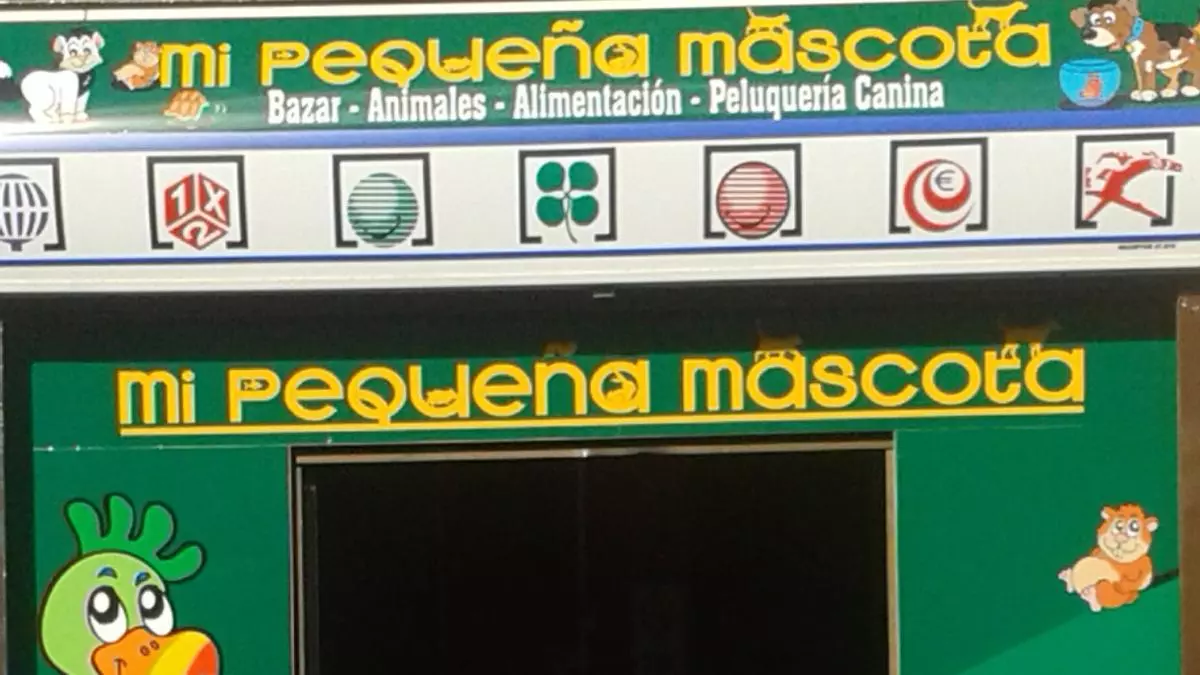 mi pequeña mascota
Bazar - Animales - Alimentación - Peluquería Canina
1X2
€
mi pequeña mascota